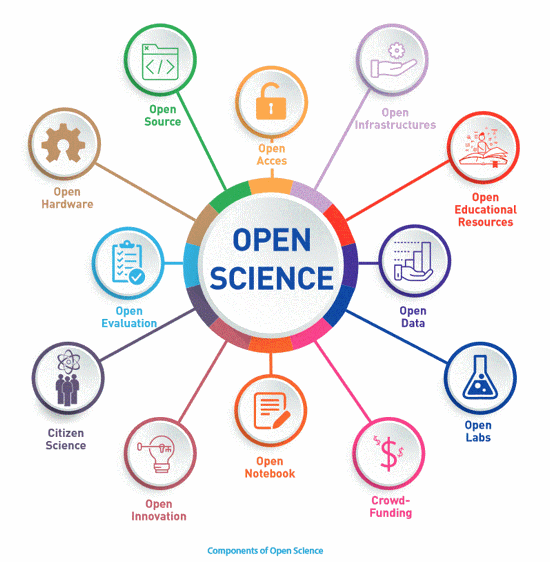 Open
Source
Open
Acces
Open
Infrastructures
Open
Hardware
Open
Educational
Resources
OPEN
SCIENCE
Open
Evaluation
Open
Data
Citizen
Science
Open
Labs
Open
Innovation
Open
Notebook
Crowd-
Funding
Components of Open Science